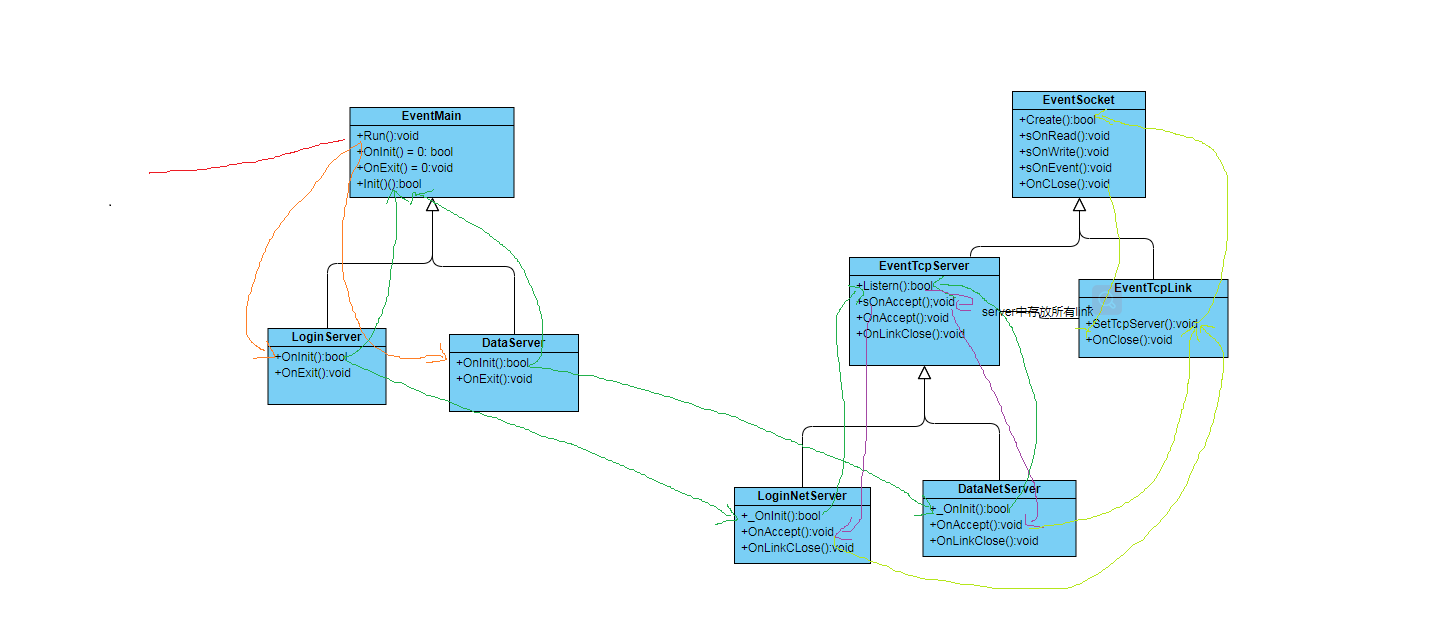 EventMain
+Run():void
+OnInit() = 0: bool
+OnExit() = 0:void
+Init()():bool
EventSocket
+Create():bool
+sOnRead():void
+sOnWrite():void
+sOnEvent():void
+OnCLose():void
EventTcpServer
+Listern():bool
+sOnAccept();void
+OnAccept():void
+OnLinkClose():void
server中存放所有link
EventTcpLink
+
+SetTcpServer():void
+OnClose():void
LoginServer
+OnInit():bool
+OnExit():void
DataServer
+OnInit():bool
+OnExit():void
LoginNetServer
+_OnInit():bool
+OnAccept():void
+OnLinkCLose():void
DataNetServer
+_OnInit():bool
+OnAccept():void
+OnLinkClose():void